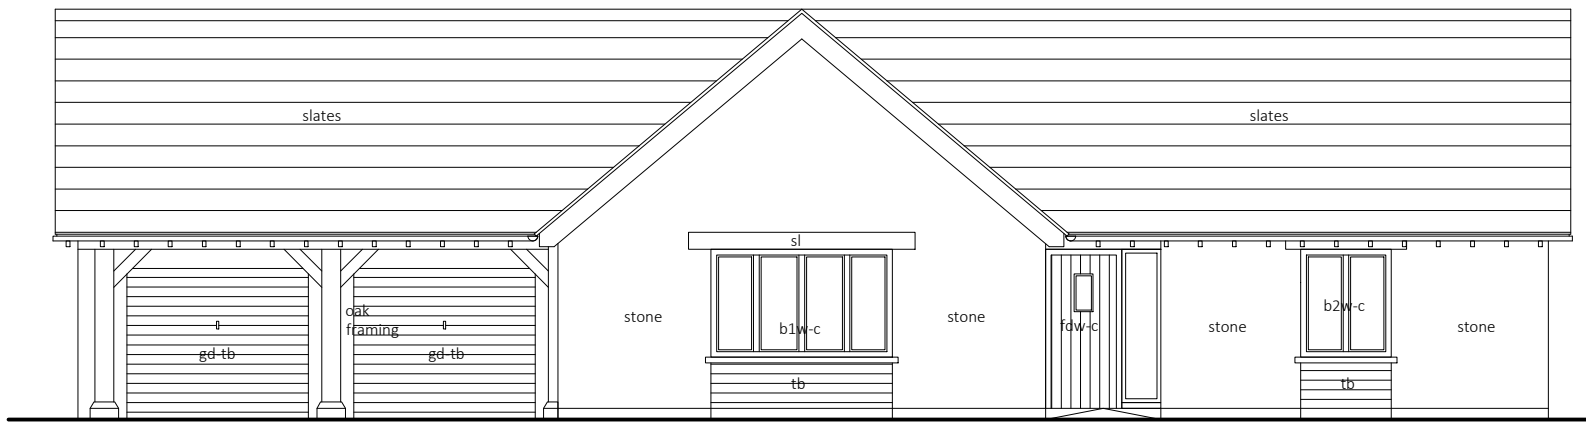 slates
slates
sl
oak
framing
stone
stone
b1w-c
fdw-c
stone
b2w-c
stone
gd-tb
gd-tb
tb
tb